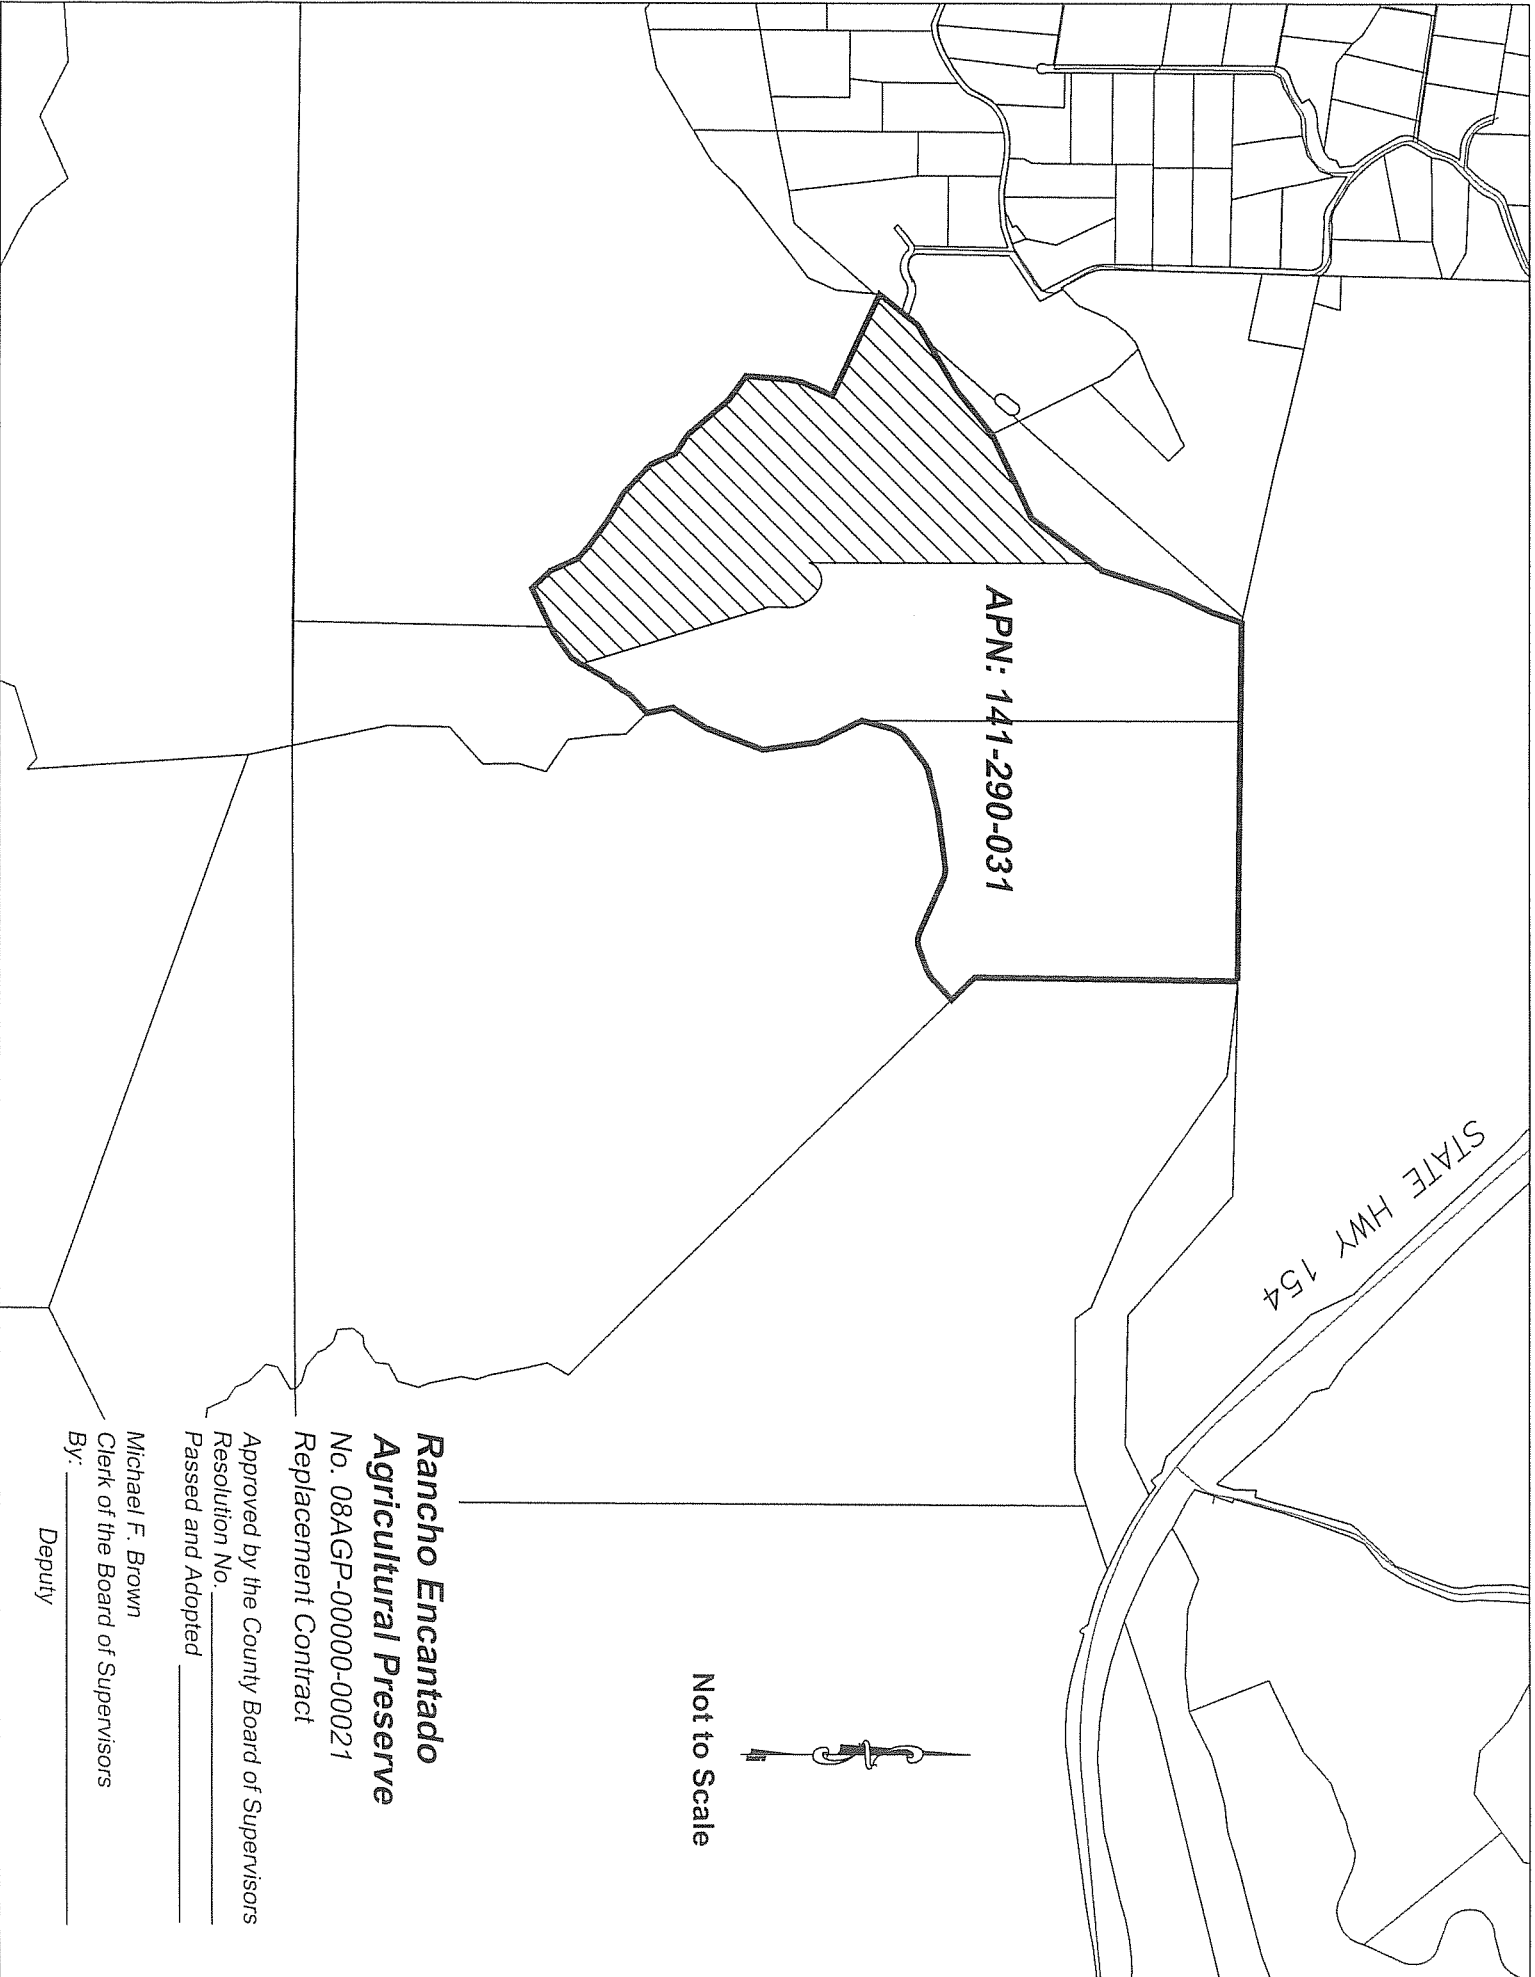 STATE HWY 154
APN: 141-290-031
Not to Scale
Rancho Encantado
Agricultural Preserve
No. 08AGP-00000-00021
Replacement Contract
Approved by the County Board of Supervisors
Resolution No.
Passed and Adopted
Michael F. Brown
Clerk of the Board of Supervisors
By:
Deputy